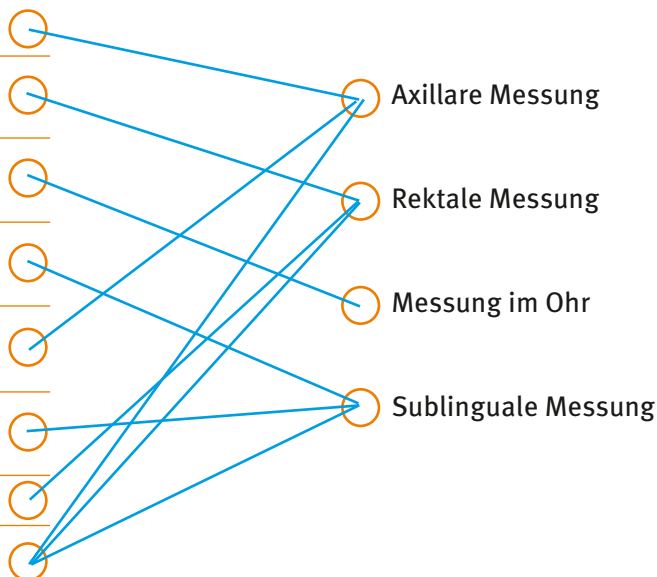 Axillare Messung
Rektale Messung
Messung im Ohr
Sublinguale Messung